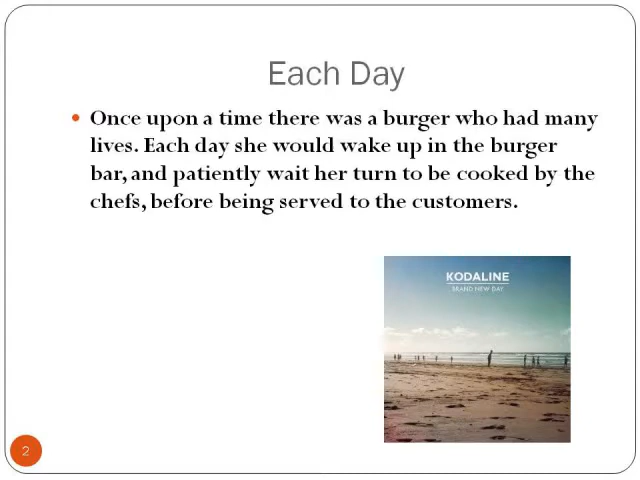 Each Day
Once upon a time there was a burger who had many
lives. Each day she would wake up in the burger
bar, and patiently wait her turn to be cooked by the
chefs, before being served to the customers.
KODALINE
BRAND NEW DAY
2